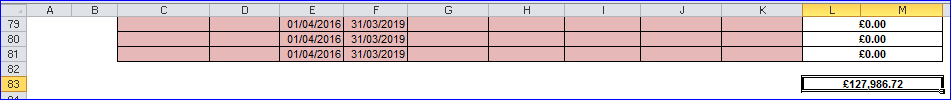 A B C D E F G H I J K L M
79 01/04/2016 31/03/2019 £0.00
80 01/04/2016 31/03/2019 £0.00
81 01/04/2016 31/03/2019 £0.00
82
83 £127,986.72